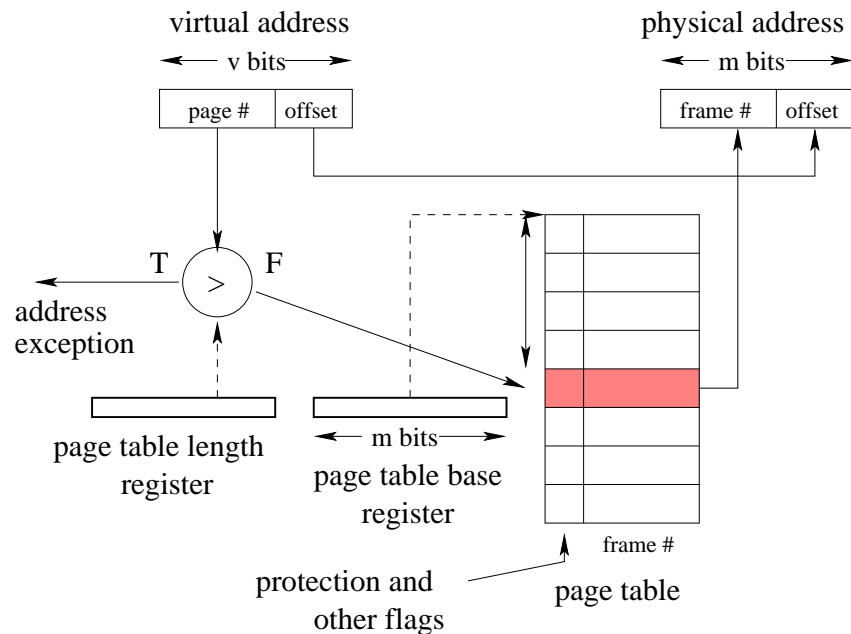 virtual address
physical address
v bits
m bits
page #
offset
frame #
offset
T
F
>
address
exception
m bits
page table length
register
page table base
register
frame #
protection and
other flags
page table